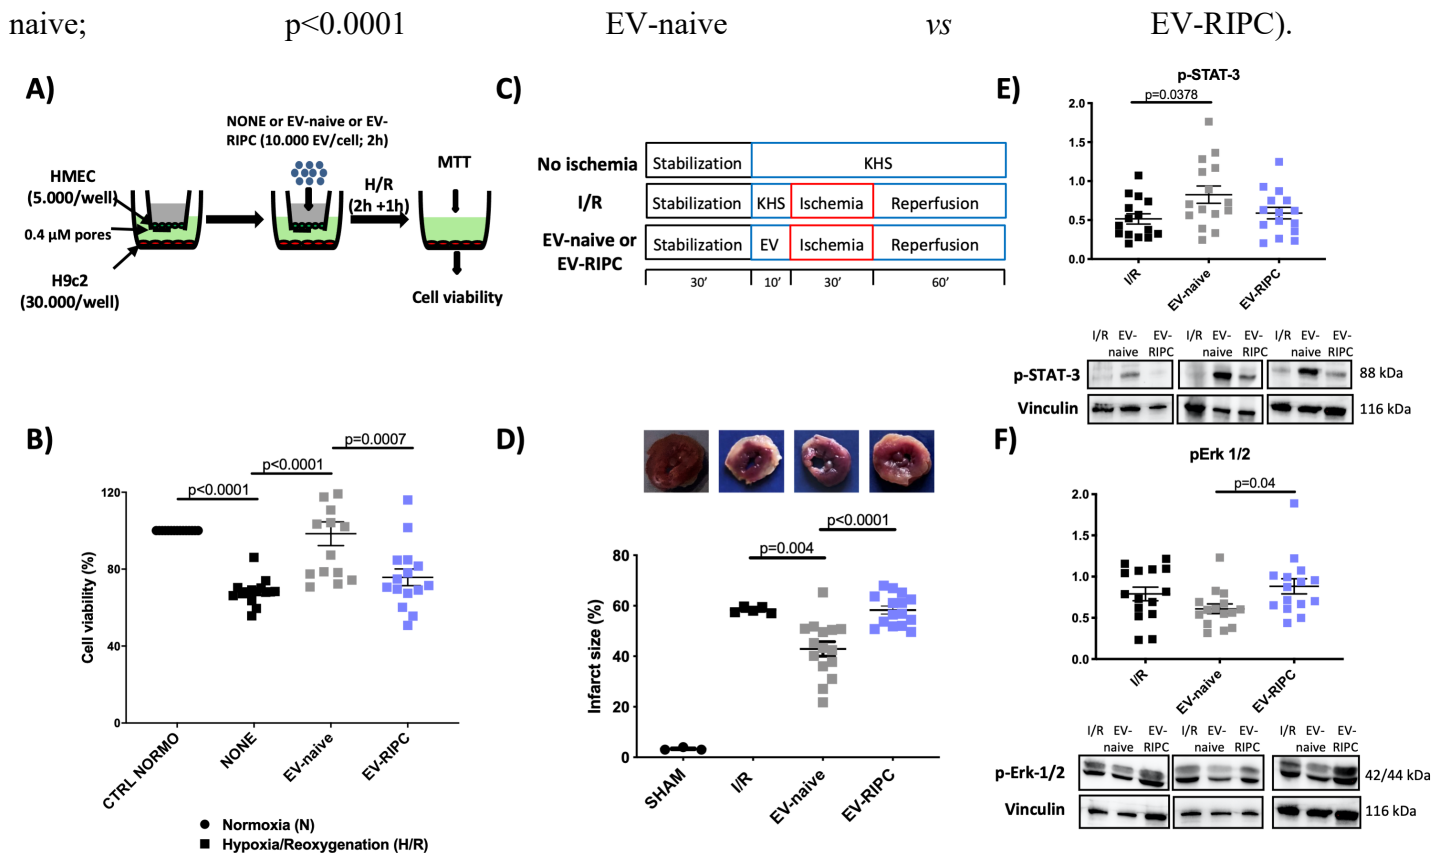 naive; p<0.0001 EV-naive vs EV-RIPC).
A)
NONE or EV-naive or EV-
RIPC (10.000 EV/cell; 2h)
MTT
HMEC
(5.000/well)
H/R
(2h +1h)
0.4 µM pores
H9c2
(30.000/well)
Cell viability
B)
p=0.0007
p<0.0001
p<0.0001
Cell viability (%)
120
80
40
0
CTRL NORMO
NONE
EV-naive
EV-RIPC
Normoxia (N)
Hypoxia/Reoxygenation (H/R)
C)
No ischemia Stabilization KHS
I/R Stabilization KHS Ischemia Reperfusion
EV-naive or
EV-RIPC
Stabilization EV Ischemia Reperfusion
30’ 10’ 30’ 60’
D)
p<0.0001
p=0.004
Infarct size (%)
80
60
40
20
0
SHAM
I/R
EV-naive
EV-RIPC
E)
p-STAT-3
p=0.0378
2.0
1.5
1.0
0.5
0.0
I/R
EV-naive
EV-RIPC
I/R EV- EV- I/R EV- EV- I/R EV- EV-
naive RIPC naive RIPC naive RIPC
p-STAT-3 88 kDa
Vinculin 116 kDa
F)
pErk 1/2
p=0.04
2.0
1.5
1.0
0.5
0.0
I/R
EV-naive
EV-RIPC
I/R EV- EV- I/R EV- EV- I/R EV- EV-
naive RIPC naive RIPC naive RIPC
p-Erk-1/2 42/44 kDa
Vinculin 116 kDa